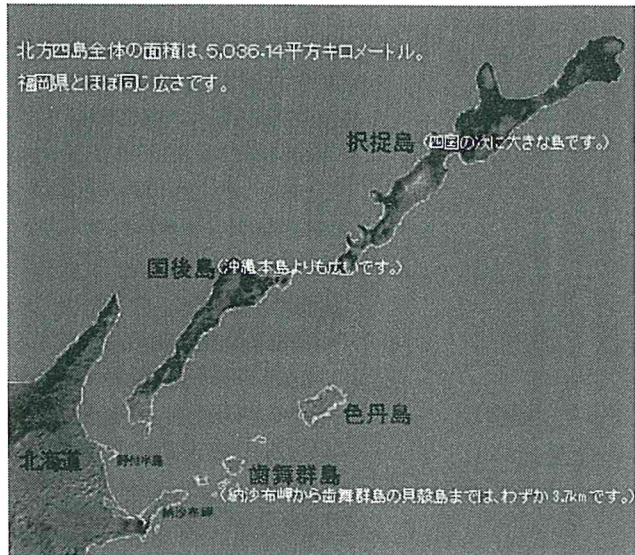 北方四島全体の面積は、5,036.14平方キロメートル。
福岡県とほぼ同じ広さです。
択捉島(四国の次に大きな島です。)
国後島(沖縄本島よりも広いです。)
色丹島
北海道
野付半島
歯舞群島
(納沙布岬から歯舞群島の貝殻島までは、わずか3.7kmです。)
納沙布岬